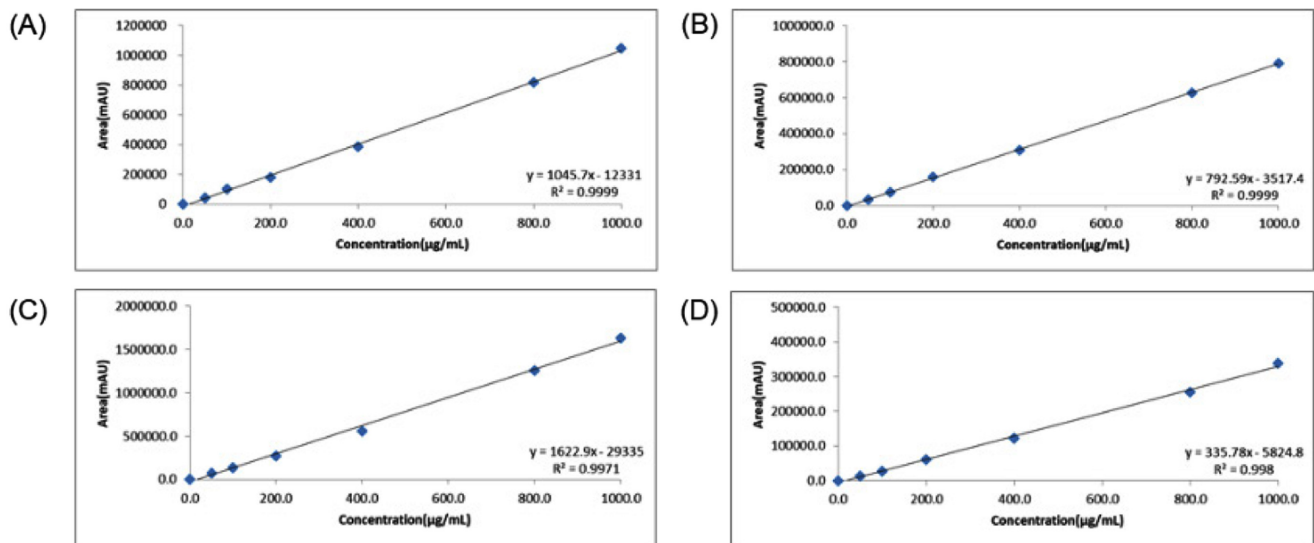 (A)
1200000
1000000
800000
600000
400000
200000
0
Area(mAU)
0.0 200.0 400.0 600.0 800.0 1000.0
Concentration(µg/mL)
y = 1045.7x - 12331
R² = 0.9999
(B)
1000000.0
800000.0
600000.0
400000.0
200000.0
0.0
Area(mAU)
0.0 200.0 400.0 600.0 800.0 1000.0
Concentration(µg/mL)
y = 792.59x - 3517.4
R² = 0.9999
(C)
2000000.0
1500000.0
1000000.0
500000.0
0.0
Area(mAU)
0.0 200.0 400.0 600.0 800.0 1000.0
Concentration(µg/mL)
y = 1622.9x - 29335
R² = 0.9971
(D)
500000.0
400000.0
300000.0
200000.0
100000.0
0.0
Area(mAU)
0.0 200.0 400.0 600.0 800.0 1000.0
Concentration(µg/mL)
y = 335.78x - 5824.8
R² = 0.998